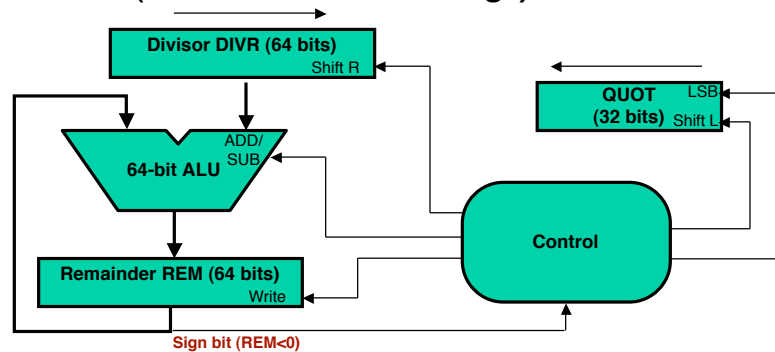 Divisor DIVR (64 bits)
Shift R
QUOT
(32 bits)
LSB
Shift L
ADD/
SUB
64-bit ALU
Control
Remainder REM (64 bits)
Write
Sign bit (REM<0)